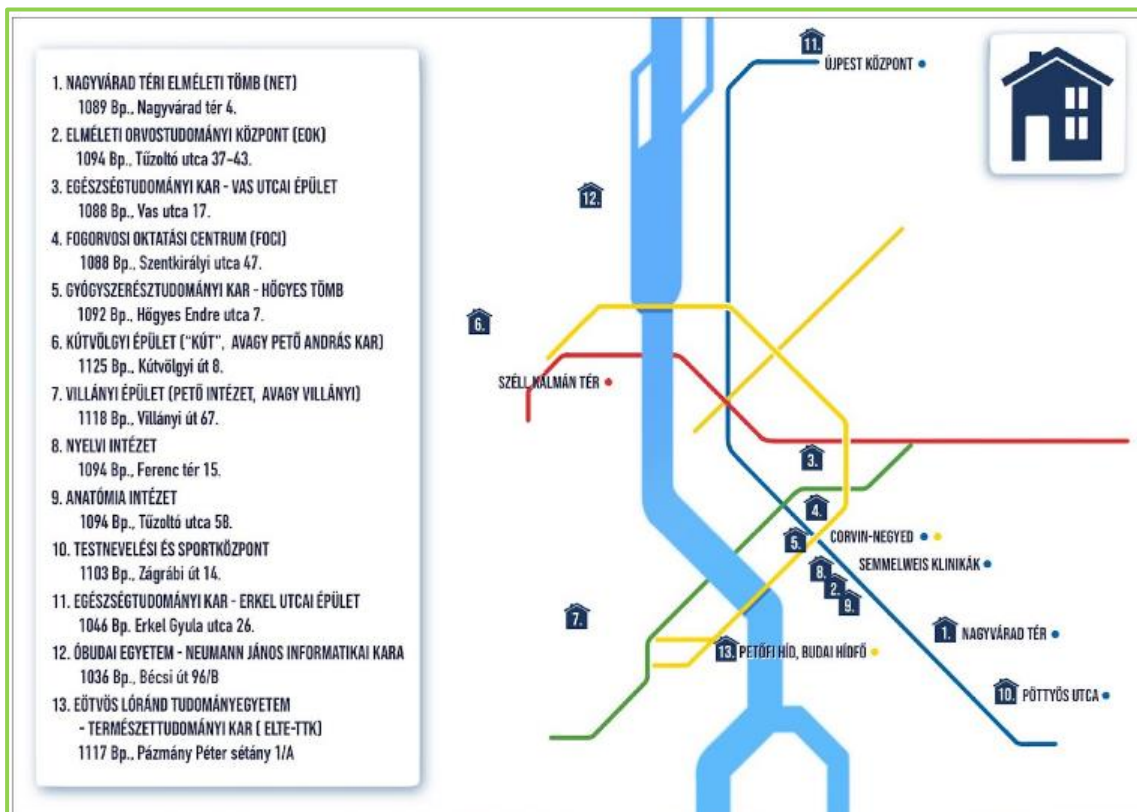 1. NAGYVÁRAD TÉRI ELMÉLETI TÖMB (NET)
1089 Bp., Nagyvárad tér 4.
2. ELMÉLETI ORVOSTUDOMÁNYI KÖZPONT (EOK)
1094 Bp., Tűzoltó utca 37-43.
3. EGÉSZSÉGTUDOMÁNYI KAR - VAS UTCAI ÉPÜLET
1088 Bp., Vas utca 17.
4. FOGORVOSI OKTATÁSI CENTRUM (FOCI)
1088 Bp., Szentkirályi utca 47.
5. GYÓGYSZERÉSZTUDOMÁNYI KAR - HŐGYES TÖMB
1092 Bp., Hőgyes Endre utca 7.
6. KÚTVÖLGYI ÉPÜLET ("KÚT", AVAGY PETŐ ANDRÁS KAR)
1125 Bp., Kútvölgyi út 8.
7. VILLÁNYI ÉPÜLET (PETŐ INTÉZET, AVAGY VILLÁNYI)
1118 Bp., Villányi út 67.
8. NYELVI INTÉZET
1094 Bp., Ferenc tér 15.
9. ANATÓMIA INTÉZET
1094 Bp., Tűzoltó utca 58.
10. TESTNEVELÉSI ÉS SPORTKÖZPONT
1103 Bp., Zágrábi út 14.
11. EGÉSZSÉGTUDOMÁNYI KAR - ERKEL UTCAI ÉPÜLET
1046 Bp. Erkel Gyula utca 26.
12. ÓBUDAI EGYETEM - NEUMANN JÁNOS INFORMATIKAI KARA
1036 Bp., Bécsi út 96/B
13. EÖTVÖS LÓRÁND TUDOMÁNYEGYETEM
- TERMÉSZETTUDOMÁNYI KAR ( ELTE-TTK)
1117 Bp., Pázmány Péter sétány 1/A
11.
ÚJPEST KÖZPONT
12.
6.
SZÉLL KÁLMÁN TÉR
3.
4.
5.
CORVIN-NEGYED
SEMMELWEIS KLINIKÁK
8.
2.
9.
7.
1. NAGYVÁRAD TÉR
13. PETŐFI HÍD, BUDAI HÍDFŐ
10. PÖTTYÖS UTCA